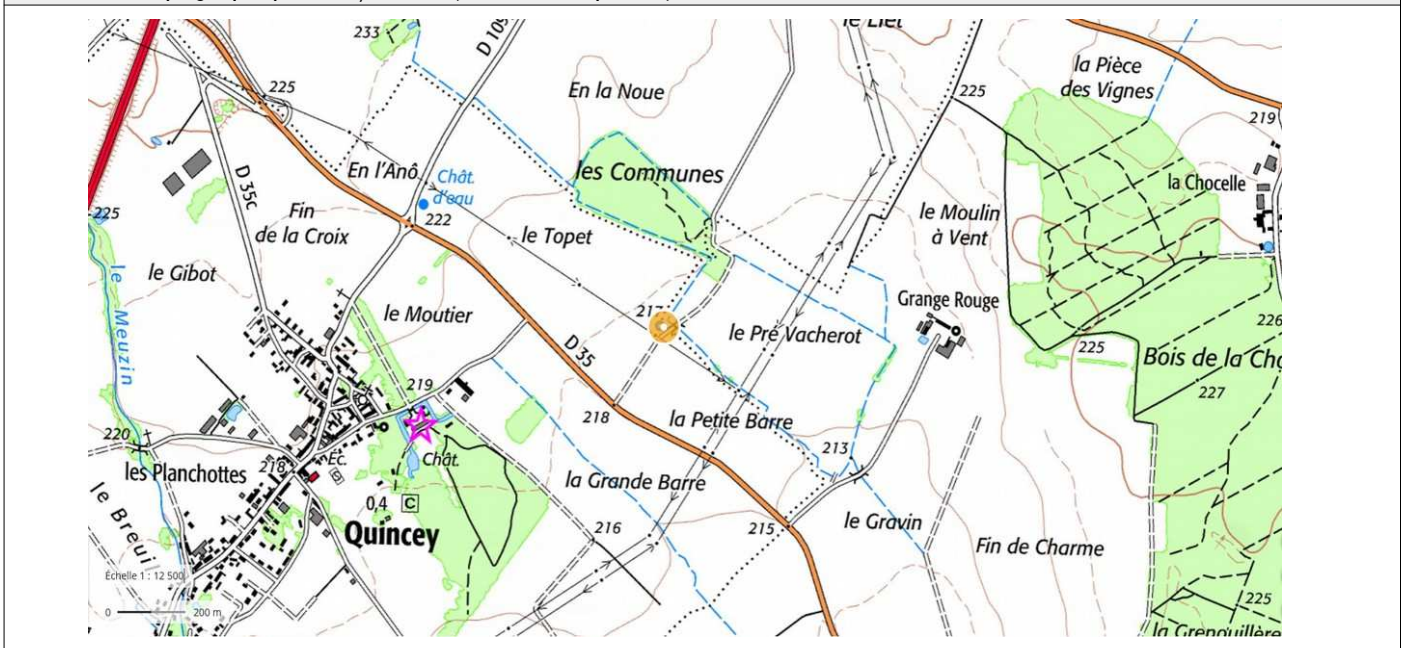 233
D 109
le Liet
la Pièce
des Vignes
225
En la Noue
225
219
En l'Anô
Chât.
d'eau
les Communes
la Chocelle
D 35c
225
Fin
de la Croix
222
le Topet
le Moulin
à Vent
le Gibot
Grange Rouge
le Meuzin
le Moutier
217
le Pré Vacherot
226
D 35
225
Bois de la Cho
219
227
218
la Petite Barre
220
213
les Planchottes
218
Éc.
Chât.
la Grande Barre
0,4
C
le Breui
Quincey
216
215
le Gravin
Fin de Charme
Échelle 1 : 12 500
0
200 m
225
la Grenouillère